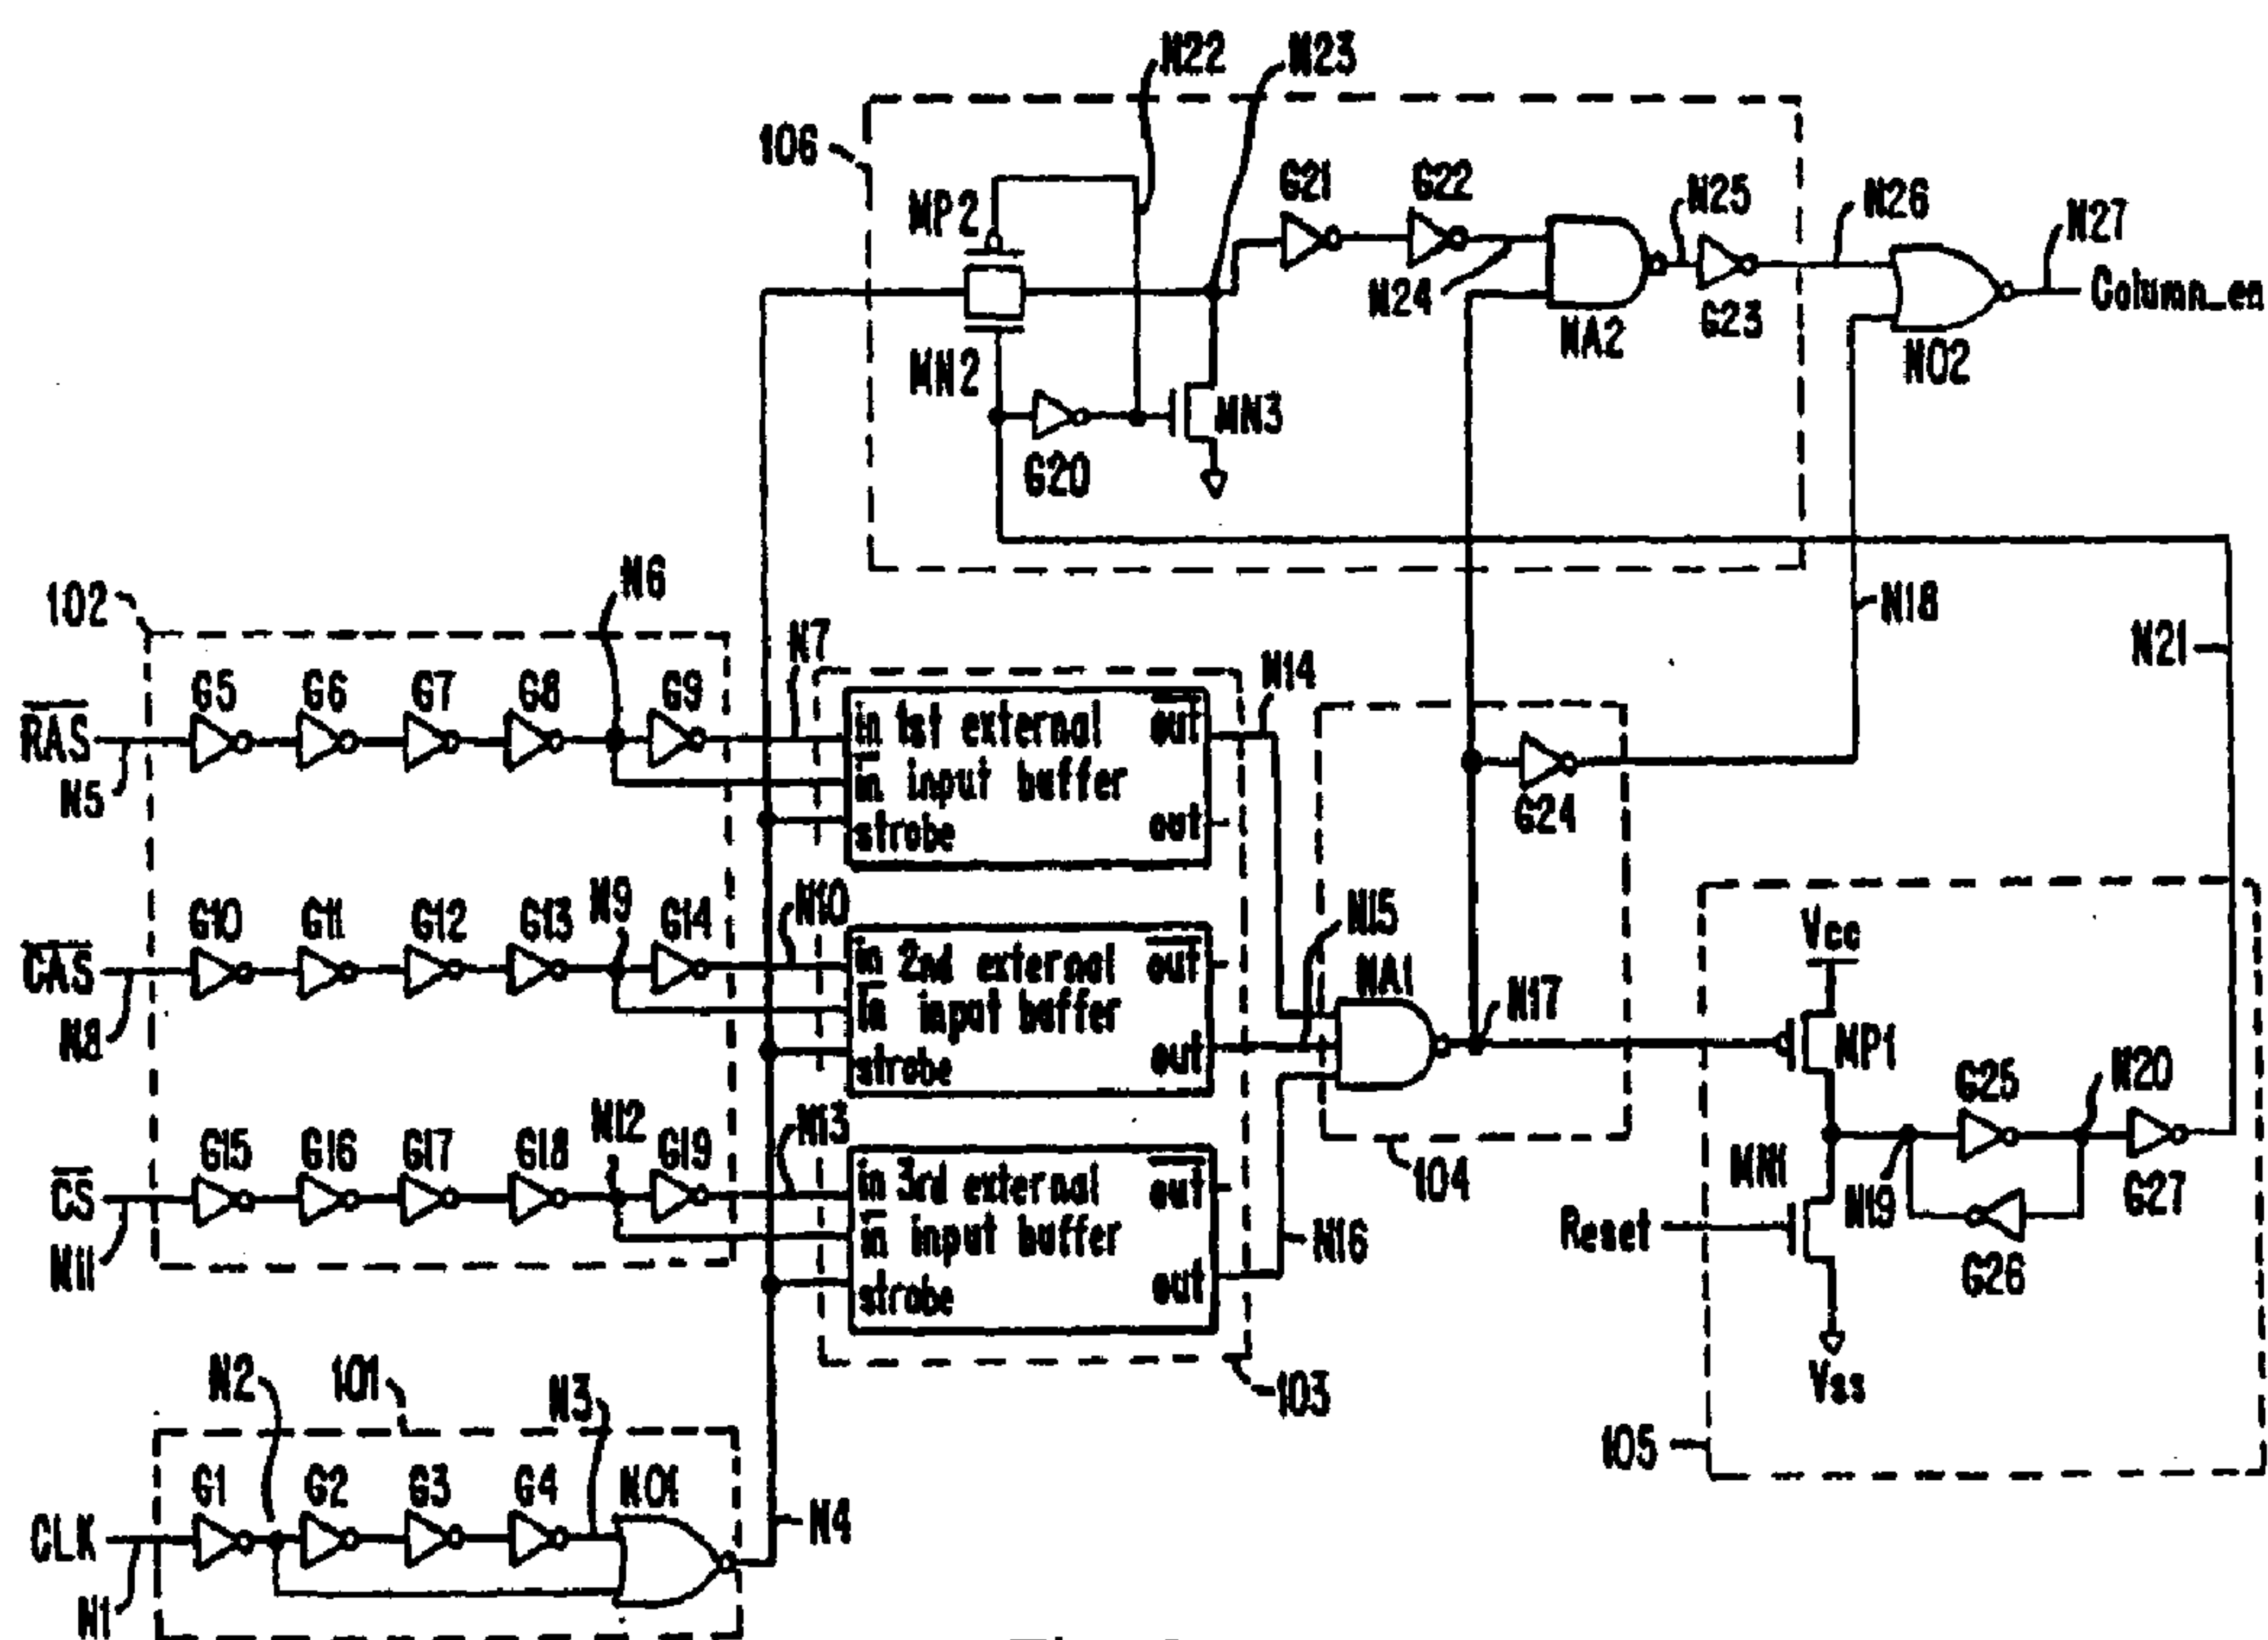 N22
N23
106
MP2
G21
G22
N25
N26
N27
N24
Column_en
G23
NA2
NO2
MN2
MN3
G20
N18
N21
102
N6
N7
N14
G5
G6
G7
G8
G9
RAS
N5
in 1st external out
in input buffer
strobe out
G24
G10
G11
G12
G13
N9
G14
N10
N15
CAS
N8
in 2nd external out
in input buffer
strobe out
NA1
N17
Vcc
MP1
G25
N20
G15
G16
G17
G18
N12
G19
N13
CS
N11
in 3rd external out
in input buffer
strobe out
104
MN1
N19
G27
Reset
G26
N16
Vss
103
105
N2
101
N3
G1
G2
G3
G4
NO1
CLK
N1
N4